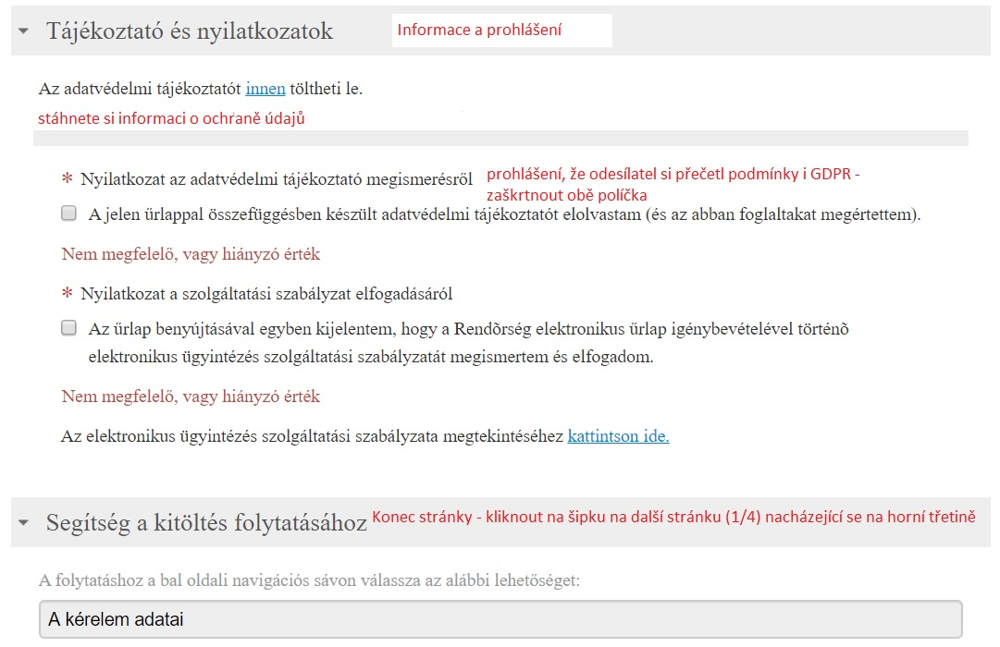 Tájékoztató és nyilatkozatok
Informace a prohlášení
Az adatvédelmi tájékoztatót innen töltheti le.
stáhnete si informaci o ochraně údajů
* Nyilatkozat az adatvédelmi tájékoztató megismerésről
prohlášení, že odesílatel si přečetl podmínky i GDPR -
zaškrtnout obě políčka
A jelen űrlappal összefüggésben készült adatvédelmi tájékoztatót elolvastam (és az abban foglaltakat megértettem).
Nem megfelelő, vagy hiányzó érték
* Nyilatkozat a szolgáltatási szabályzat elfogadásáról
Az űrlap benyújtásával egyben kijelentem, hogy a Rendõrség elektronikus űrlap igénybevételével történõ
elektronikus ügyintézés szolgáltatási szabályzatát megismertem és elfogadom.
Nem megfelelő, vagy hiányzó érték
Az elektronikus ügyintézés szolgáltatási szabályzata megtekintéséhez kattintson ide.
Segítség a kitöltés folytatásához
Konec stránky - kliknout na šipku na další stránku (1/4) nacházející se na horní třetině
A folytatáshoz a bal oldali navigációs sávon válassza az alábbi lehetőséget:
A kérelem adatai